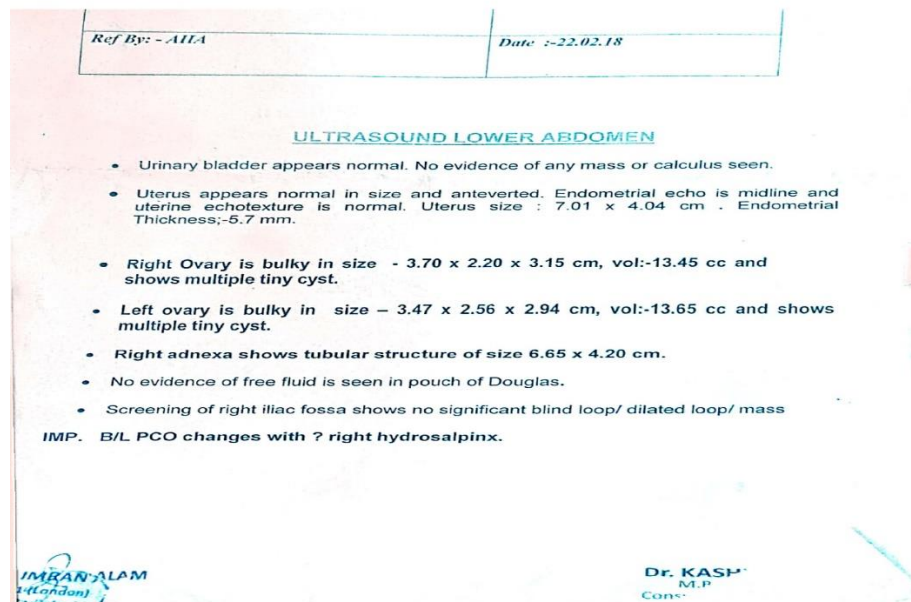 Ref By: - AIIA
Date :-22.02.18
ULTRASOUND LOWER ABDOMEN
• Urinary bladder appears normal. No evidence of any mass or calculus seen.
• Uterus appears normal in size and anteverted. Endometrial echo is midline and
uterine echotexture is normal. Uterus size : 7.01 x 4.04 cm . Endometrial
Thickness;-5.7 mm.
• Right Ovary is bulky in size - 3.70 x 2.20 x 3.15 cm, vol:-13.45 cc and
shows multiple tiny cyst.
• Left ovary is bulky in size – 3.47 x 2.56 x 2.94 cm, vol:-13.65 cc and shows
multiple tiny cyst.
• Right adnexa shows tubular structure of size 6.65 x 4.20 cm.
• No evidence of free fluid is seen in pouch of Douglas.
• Screening of right iliac fossa shows no significant blind loop/ dilated loop/ mass
IMP. B/L PCO changes with ? right hydrosalpinx.
IMRAN ALAM
(London)
Dr. KASH
M.P
Cons